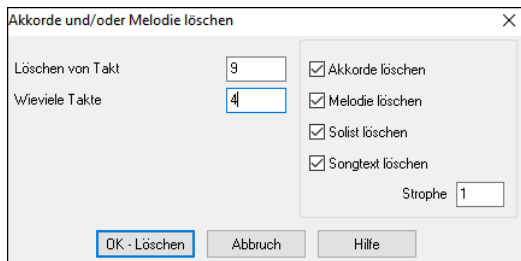 Akkorde und/oder Melodie löschen
Löschen von Takt 9
Wieviele Takte 4
Akkorde löschen
Melodie löschen
Solist löschen
Songtext löschen
Strophe 1
OK - Löschen Abbruch Hilfe